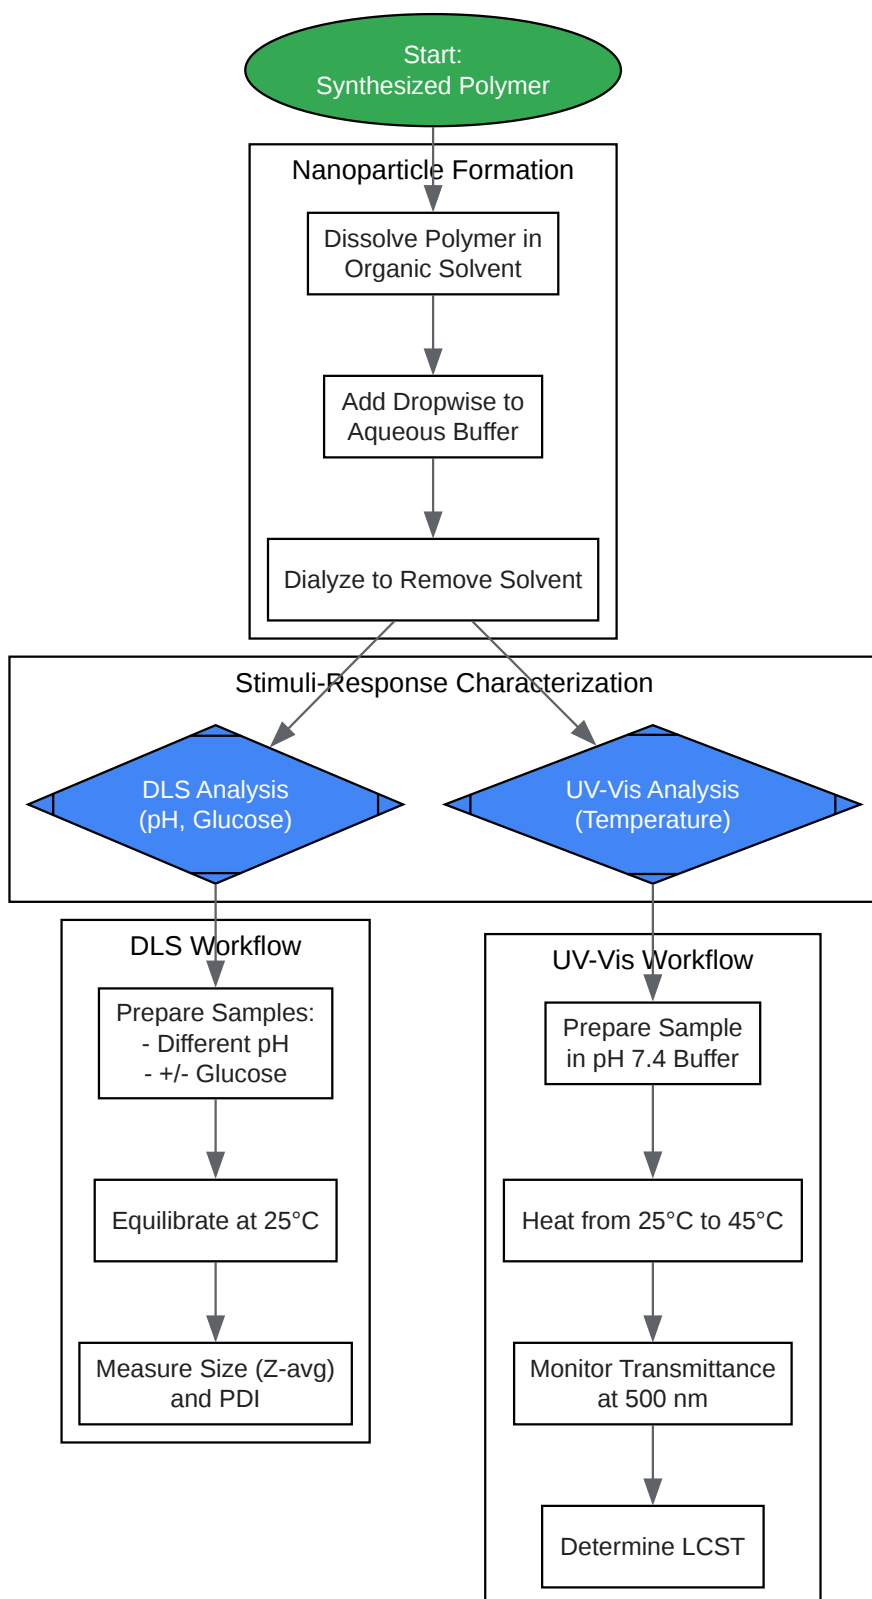 Start:
Synthesized Polymer
Nanoparticle Formation
Dissolve Polymer in
Organic Solvent
Add Dropwise to
Aqueous Buffer
Dialyze to Remove Solvent
Stimuli-Response Characterization
DLS Analysis
(pH, Glucose)
UV-Vis Analysis
(Temperature)
DLS Workflow
Prepare Samples:
- Different pH
- +/- Glucose
Equilibrate at 25°C
Measure Size (Z-avg)
and PDI
UV-Vis Workflow
Prepare Sample
in pH 7.4 Buffer
Heat from 25°C to 45°C
Monitor Transmittance
at 500 nm
Determine LCST